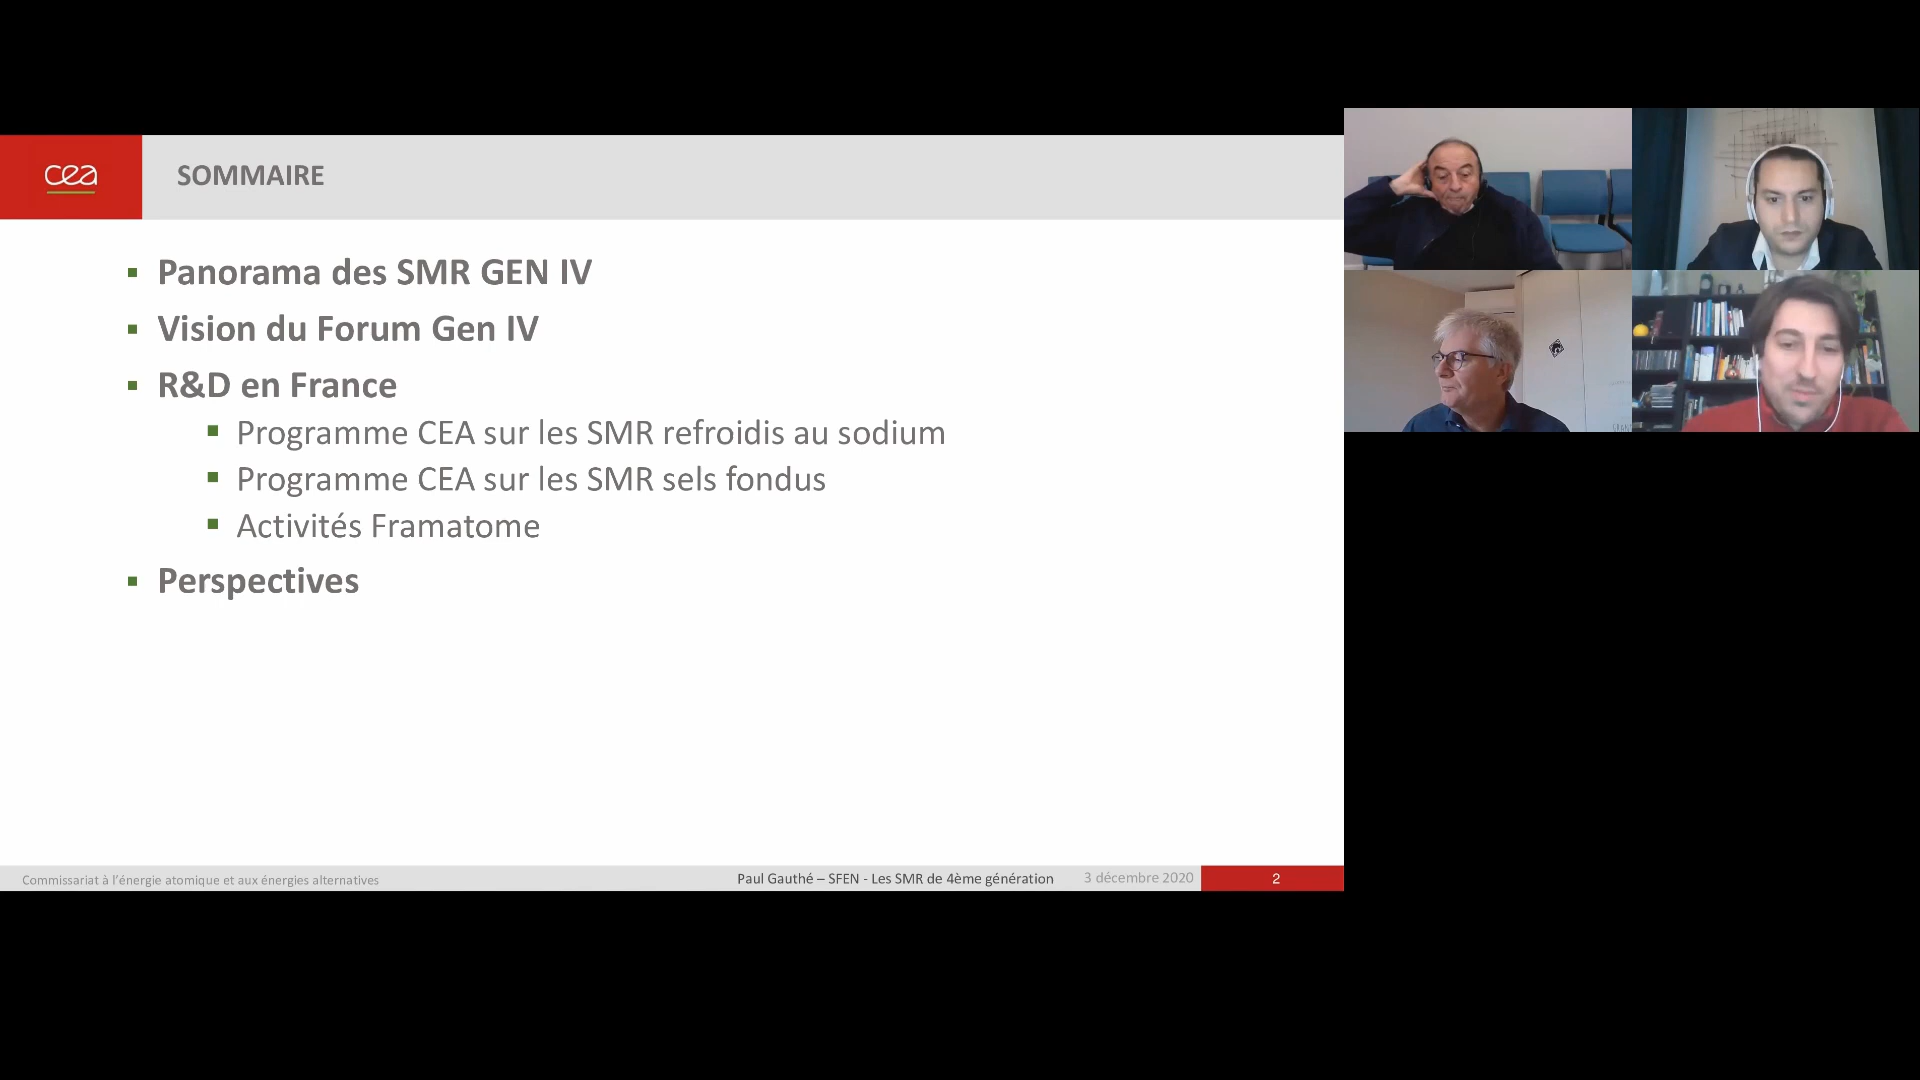 cea
SOMMAIRE
Panorama des SMR GEN IV
Vision du Forum Gen IV
R&D en France
Programme CEA sur les SMR refroidis au sodium
Programme CEA sur les SMR sels fondus
Activités Framatome
Perspectives
Commissariat à l'énergie atomique et aux énergies alternatives
Paul Gauthé – SFEN - Les SMR de 4ème génération
3 décembre 2020
2